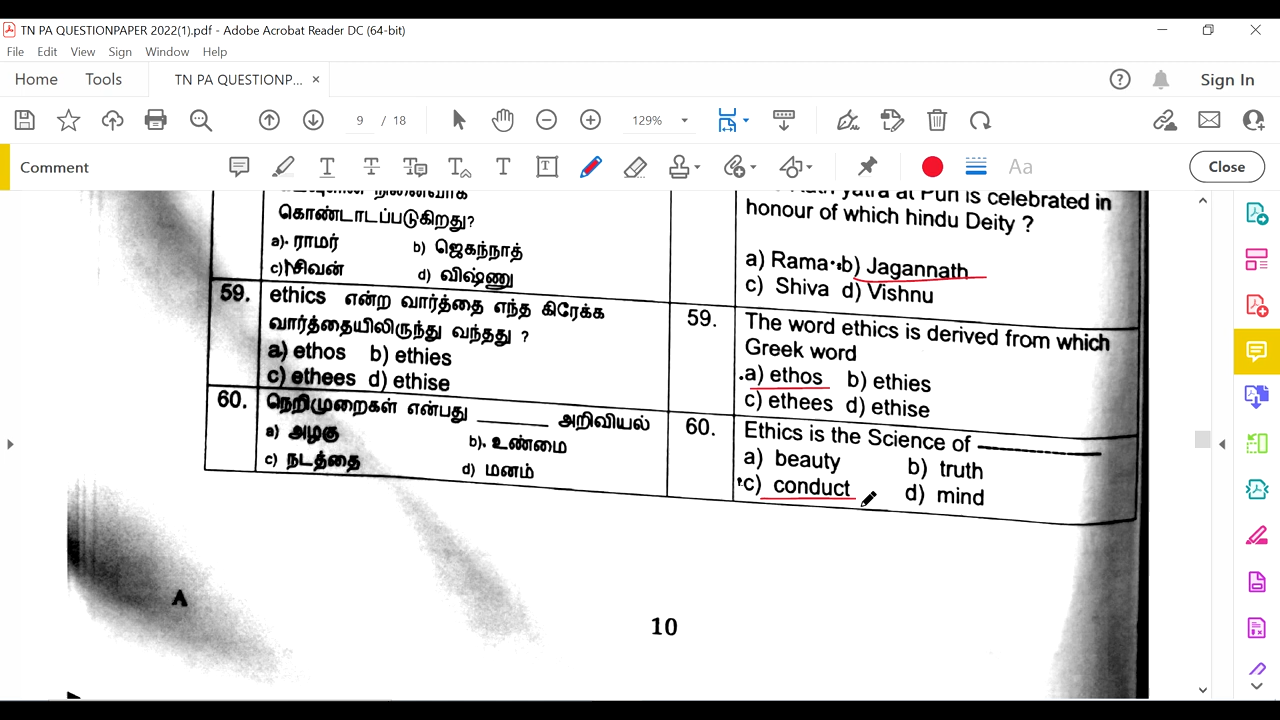 TN PA QUESTIONPAPER 2022(1).pdf - Adobe Acrobat Reader DC (64-bit)
File Edit View Sign Window Help
Home Tools TN PA QUESTIONP... × Sign In
9 / 18 129%
Comment Close
கொண்டாடப்படுகிறது?
a). ராமர் b) ஜெகந்நாத்
c) சிவன் d) விஷ்ணு
59. ethics என்ற வார்த்தை எந்த கிரேக்க
வார்த்தையிலிருந்து வந்தது ?
a) ethos b) ethies
c) ethees d) ethise
60. நெறிமுறைகள் என்பது ________ அறிவியல்
a) அழகு b). உண்மை
c) நடத்தை d) மனம்
yatra at Puri is celebrated in
honour of which hindu Deity ?
a) Rama b) Jagannath
c) Shiva d) Vishnu
59. The word ethics is derived from which
Greek word
a) ethos b) ethies
c) ethees d) ethise
60. Ethics is the Science of ____________
a) beauty b) truth
c) conduct d) mind
A
10